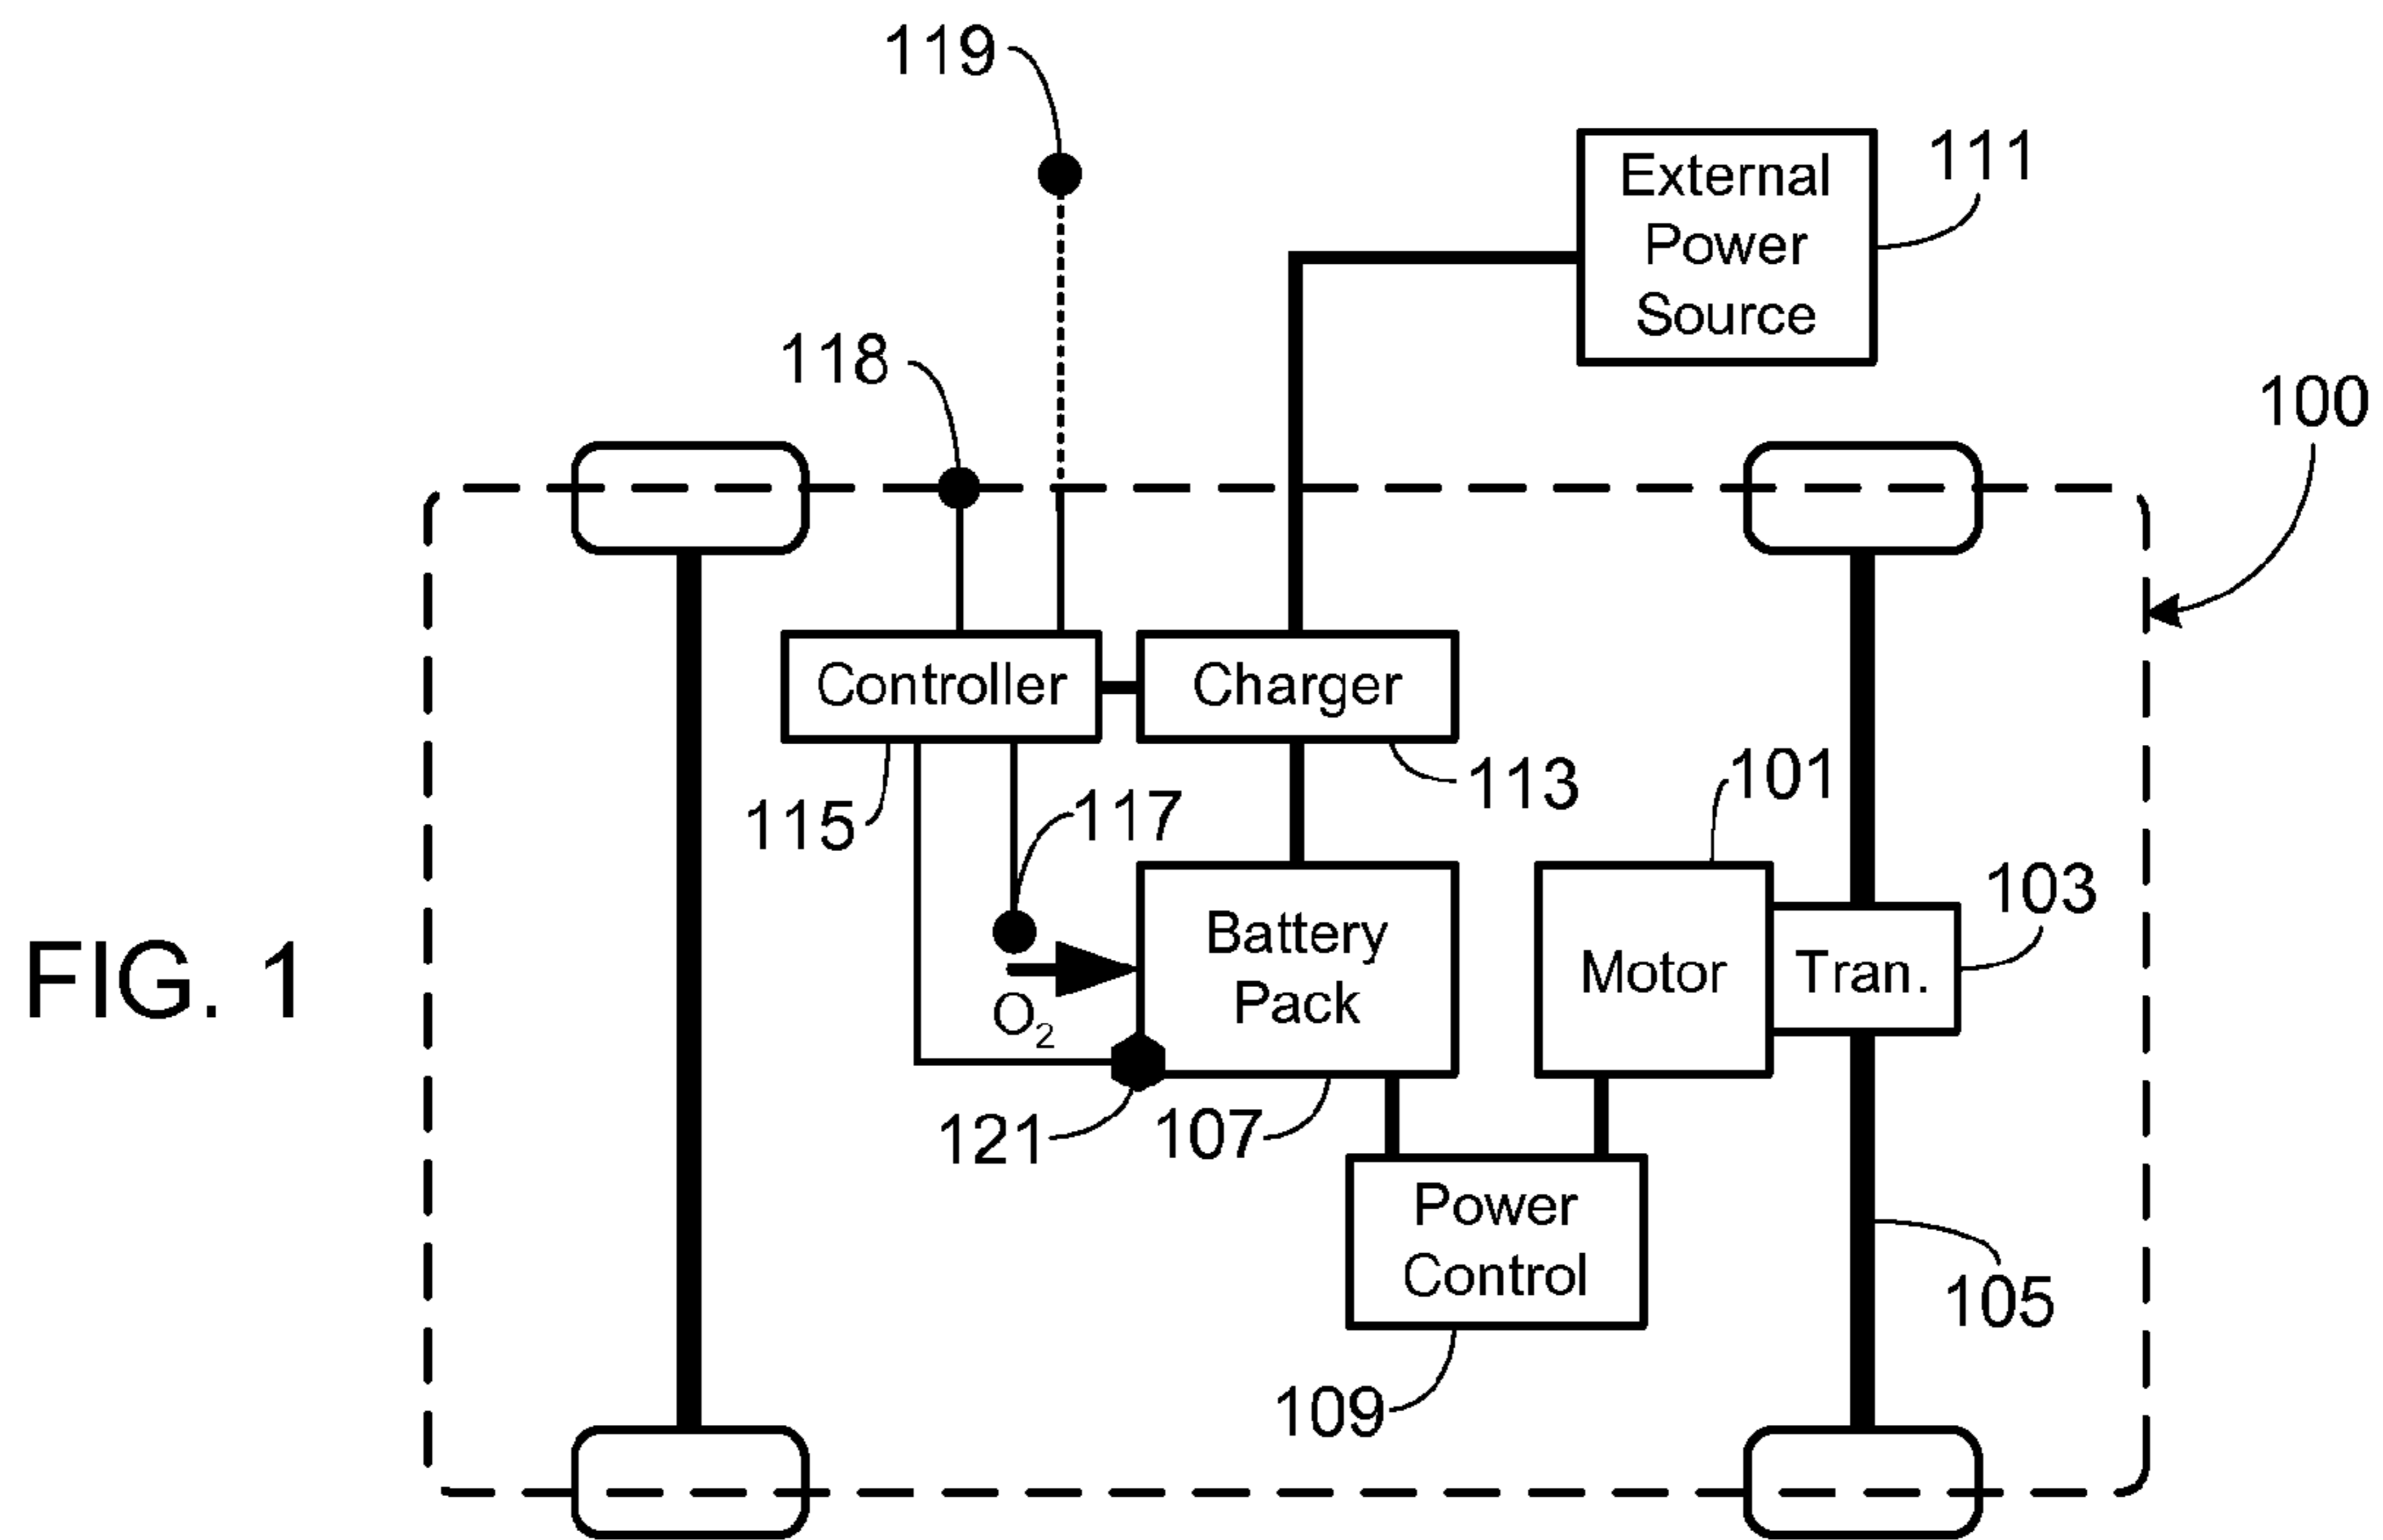 119
External
Power
Source
111
118
100
Controller
Charger
115
117
113
101
103
Battery
Pack
Motor
Tran.
O₂
FIG. 1
121
107
Power
Control
105
109